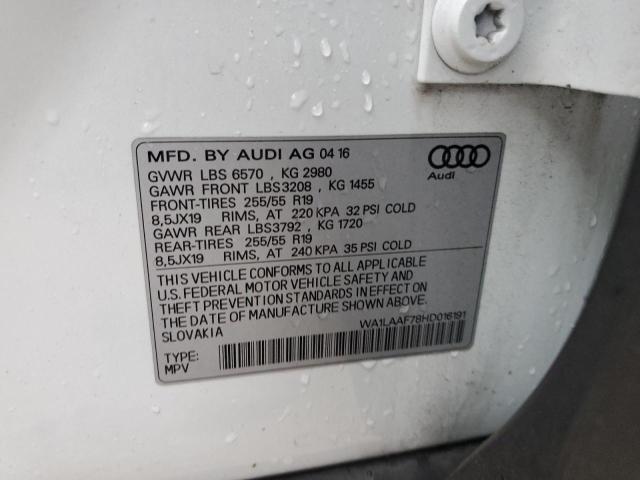 MFD. BY AUDI AG 04 16
GVWR LBS 6570 , KG 2980
GAWR FRONT LBS3208 , KG 1455
FRONT-TIRES 255/55 R19
8,5JX19 RIMS, AT 220 KPA 32 PSI COLD
GAWR REAR LBS3792 , KG 1720
REAR-TIRES 255/55 R19
8,5JX19 RIMS, AT 240 KPA 35 PSI COLD
THIS VEHICLE CONFORMS TO ALL APPLICABLE
U.S. FEDERAL MOTOR VEHICLE SAFETY AND
THEFT PREVENTION STANDARDS IN EFFECT ON
THE DATE OF MANUFACTURE SHOWN ABOVE.
SLOVAKIA
WA1LAAF78HD016191
TYPE:
MPV
Audi